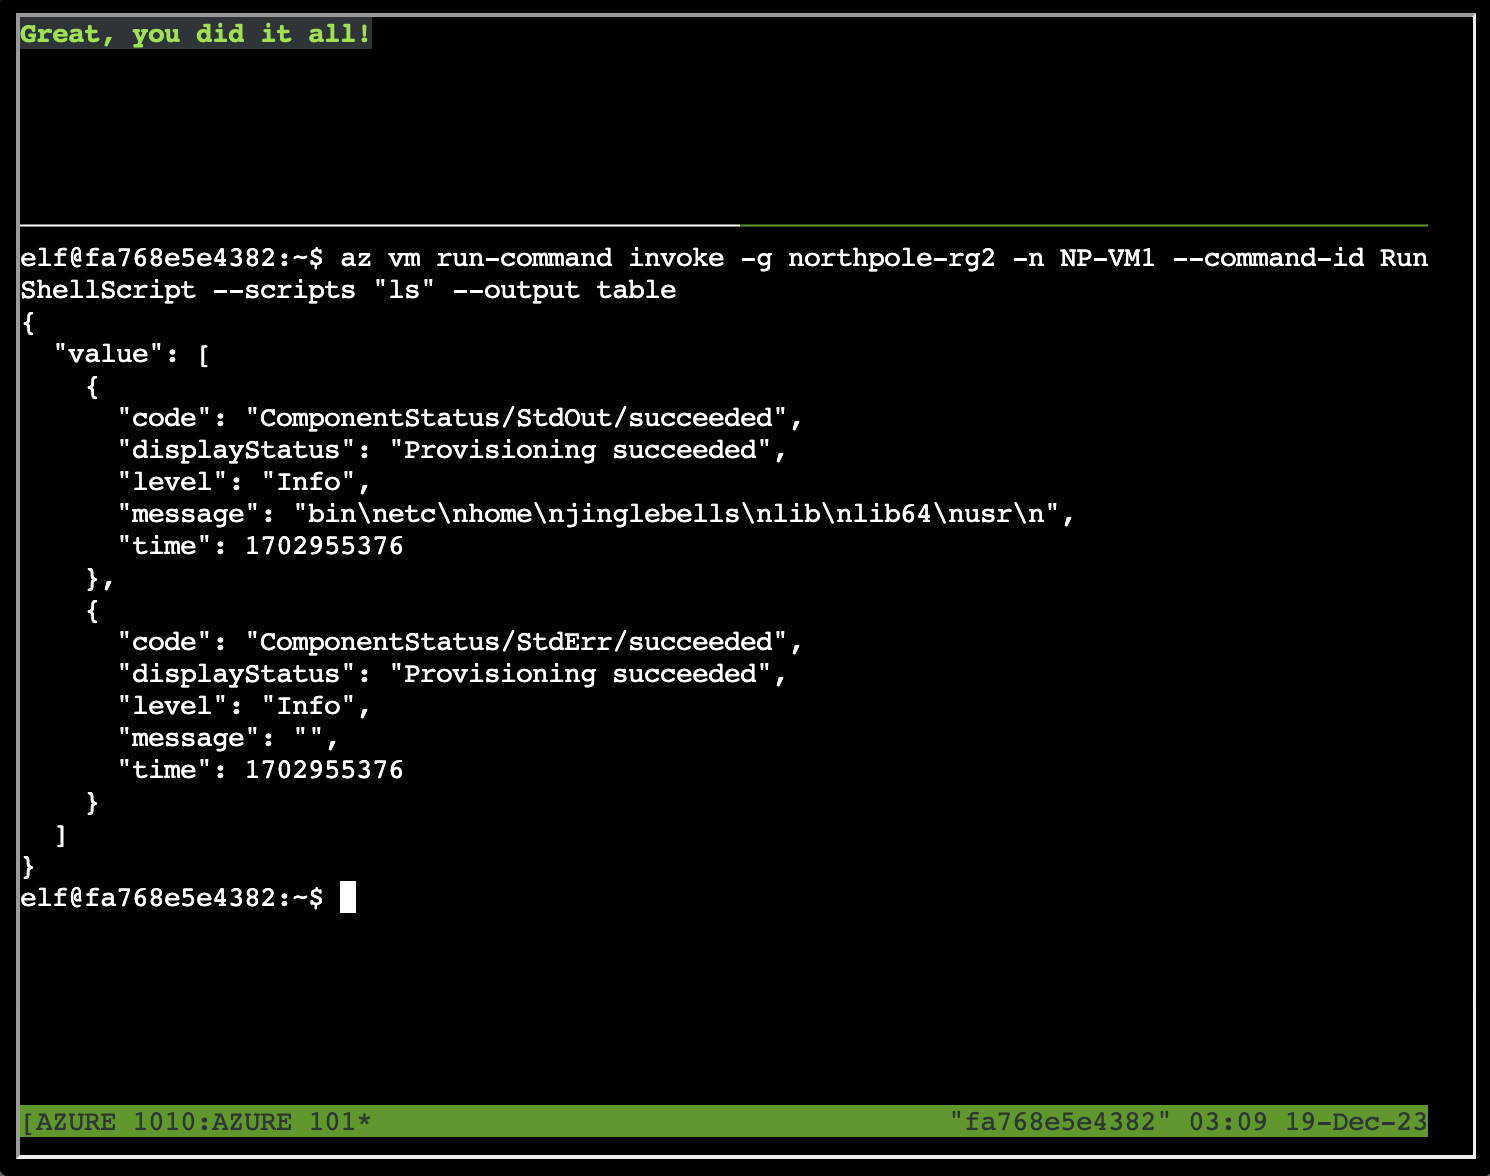 Great, you did it all!
elf@fa768e5e4382:~$ az vm run-command invoke -g northpole-rg2 -n NP-VM1 --command-id Run
ShellScript --scripts "ls" --output table
{
  "value": [
    {
      "code": "ComponentStatus/StdOut/succeeded",
      "displayStatus": "Provisioning succeeded",
      "level": "Info",
      "message": "bin\netc\nhome\njinglebells\nlib\nlib64\nusr\n",
      "time": 1702955376
    },
    {
      "code": "ComponentStatus/StdErr/succeeded",
      "displayStatus": "Provisioning succeeded",
      "level": "Info",
      "message": "",
      "time": 1702955376
    }
  ]
}
elf@fa768e5e4382:~$
[AZURE 1010:AZURE 101* "fa768e5e4382" 03:09 19-Dec-23